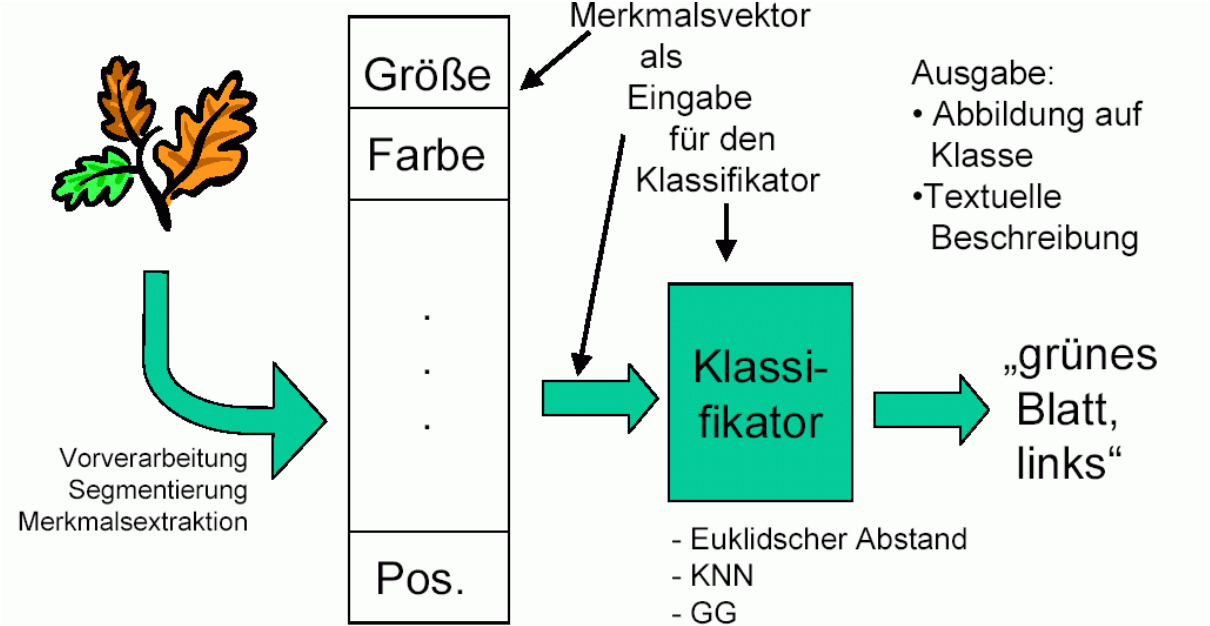 Merkmalsvektor
als
Eingabe
für den
Klassifikator
Größe
Farbe
.
.
.
Pos.
Vorverarbeitung
Segmentierung
Merkmalsextraktion
Klassi-
fikator
- Euklidscher Abstand
- KNN
- GG
Ausgabe:
• Abbildung auf
Klasse
•Textuelle
Beschreibung
„grünes
Blatt,
links“